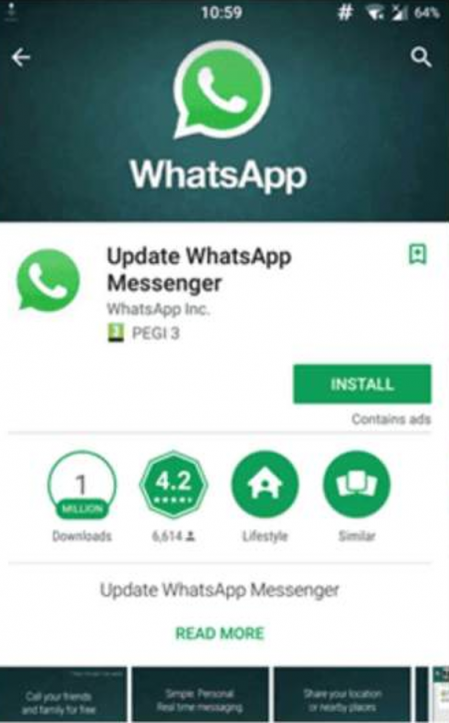 10:59
# 64%
WhatsApp
Update WhatsApp
Messenger
WhatsApp Inc.
3 PEGI 3
INSTALL
Contains ads
1
MILLION
4.2
Downloads
6,614
Lifestyle
Similar
Update WhatsApp Messenger
READ MORE
Call your friends
and family for free
Simple. Personal.
Real time messaging
Share your location
or nearby places